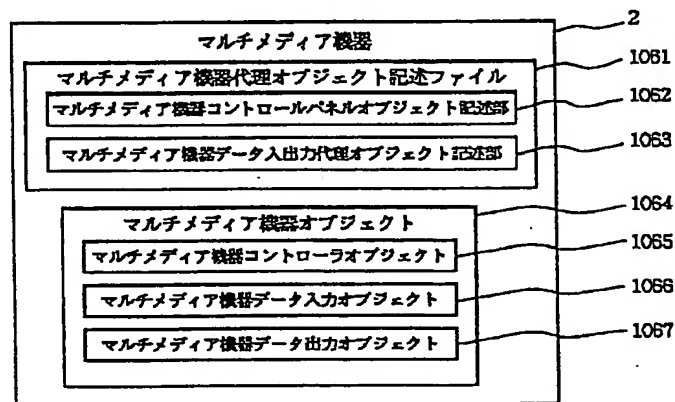 2
マルチメディア機器
1061
マルチメディア機器代理オブジェクト記述ファイル
1062
マルチメディア機器コントロールパネルオブジェクト記述部
1063
マルチメディア機器データ入出力代理オブジェクト記述部
1064
マルチメディア機器オブジェクト
1065
マルチメディア機器コントローラオブジェクト
1066
マルチメディア機器データ入力オブジェクト
1067
マルチメディア機器データ出力オブジェクト